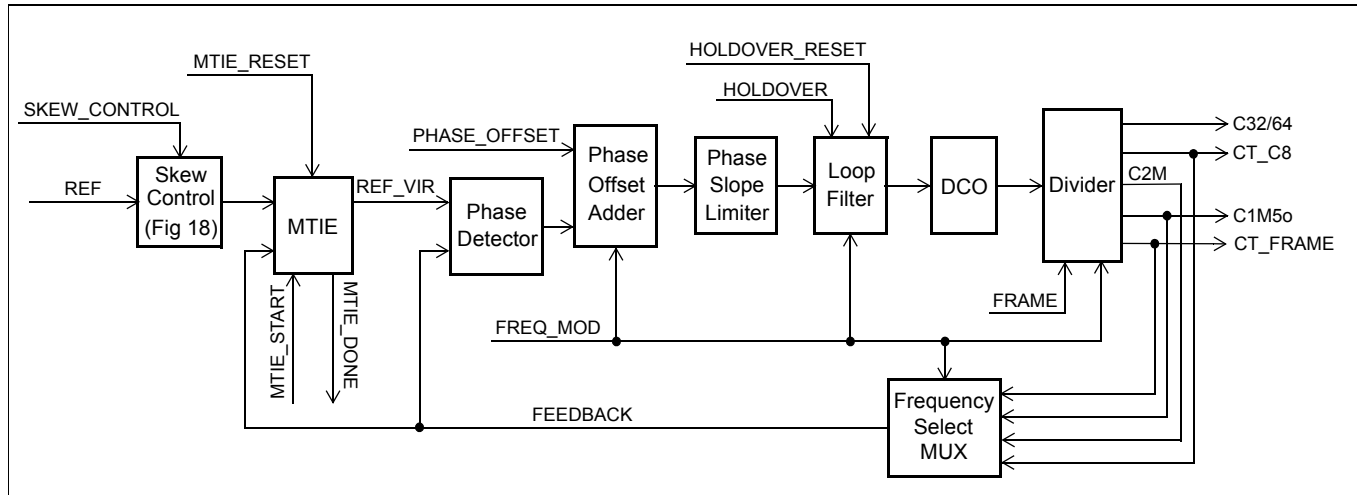 HOLDOVER_RESET
MTIE_RESET
HOLDOVER
SKEW_CONTROL
PHASE_OFFSET
C32/64
CT_C8
C2M
C1M5o
CT_FRAME
REF
Skew
Control
(Fig 18)
MTIE
REF_VIR
Phase
Detector
Phase
Offset
Adder
Phase
Slope
Limiter
Loop
Filter
DCO
Divider
MTIE_START
MTIE_DONE
FRAME
FREQ_MOD
FEEDBACK
Frequency
Select
MUX